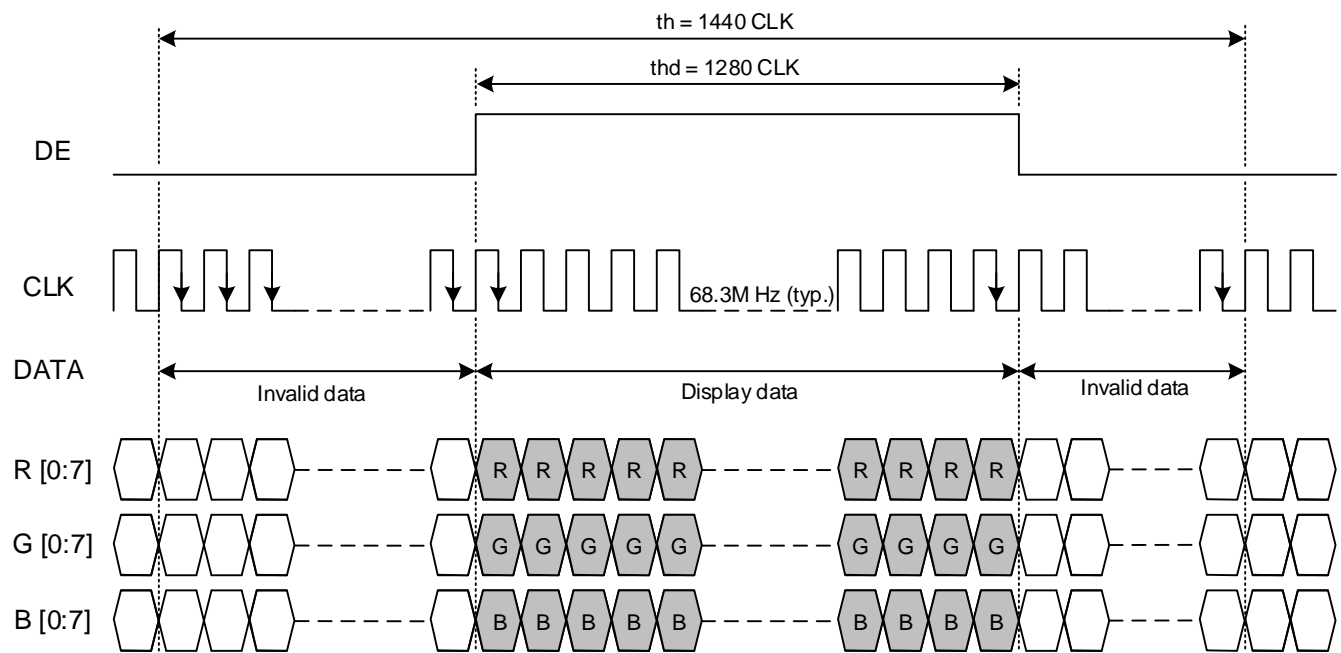 th = 1440 CLK
thd = 1280 CLK
DE
CLK
68.3M Hz (typ.)
DATA
Invalid data
Display data
Invalid data
R [0:7]
R R R R R R R R R
G [0:7]
G G G G G G G G G
B [0:7]
B B B B B B B B B